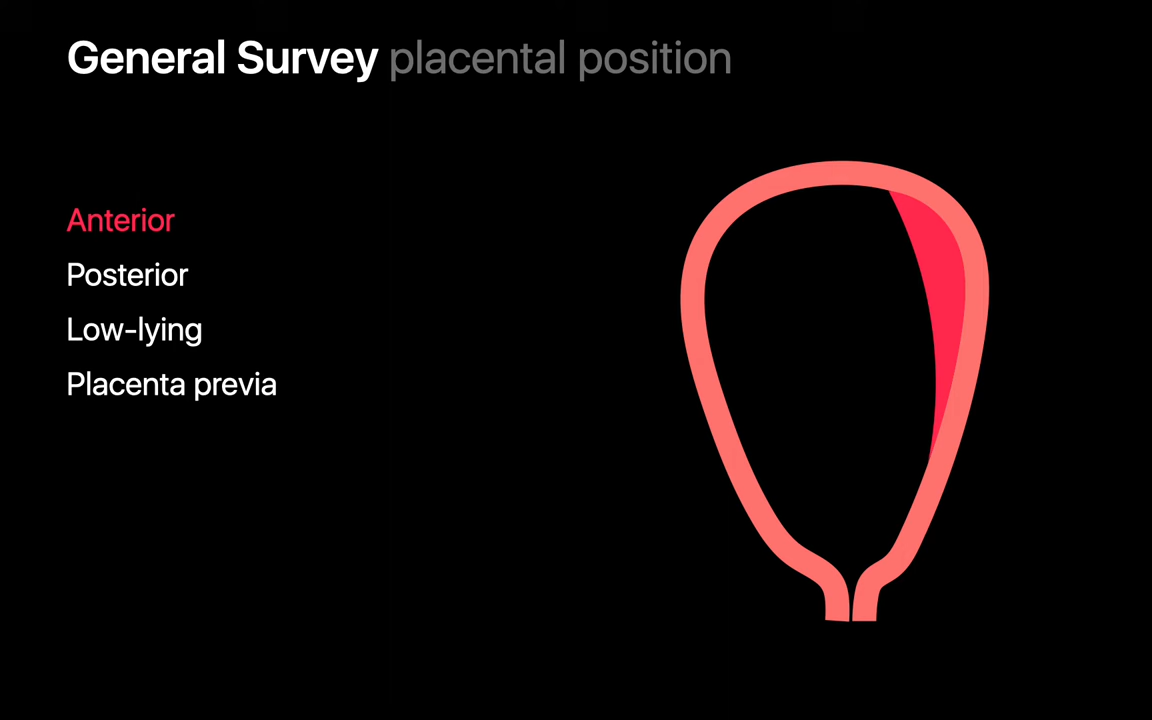 General Survey placental position
Anterior
Posterior
Low-lying
Placenta previa